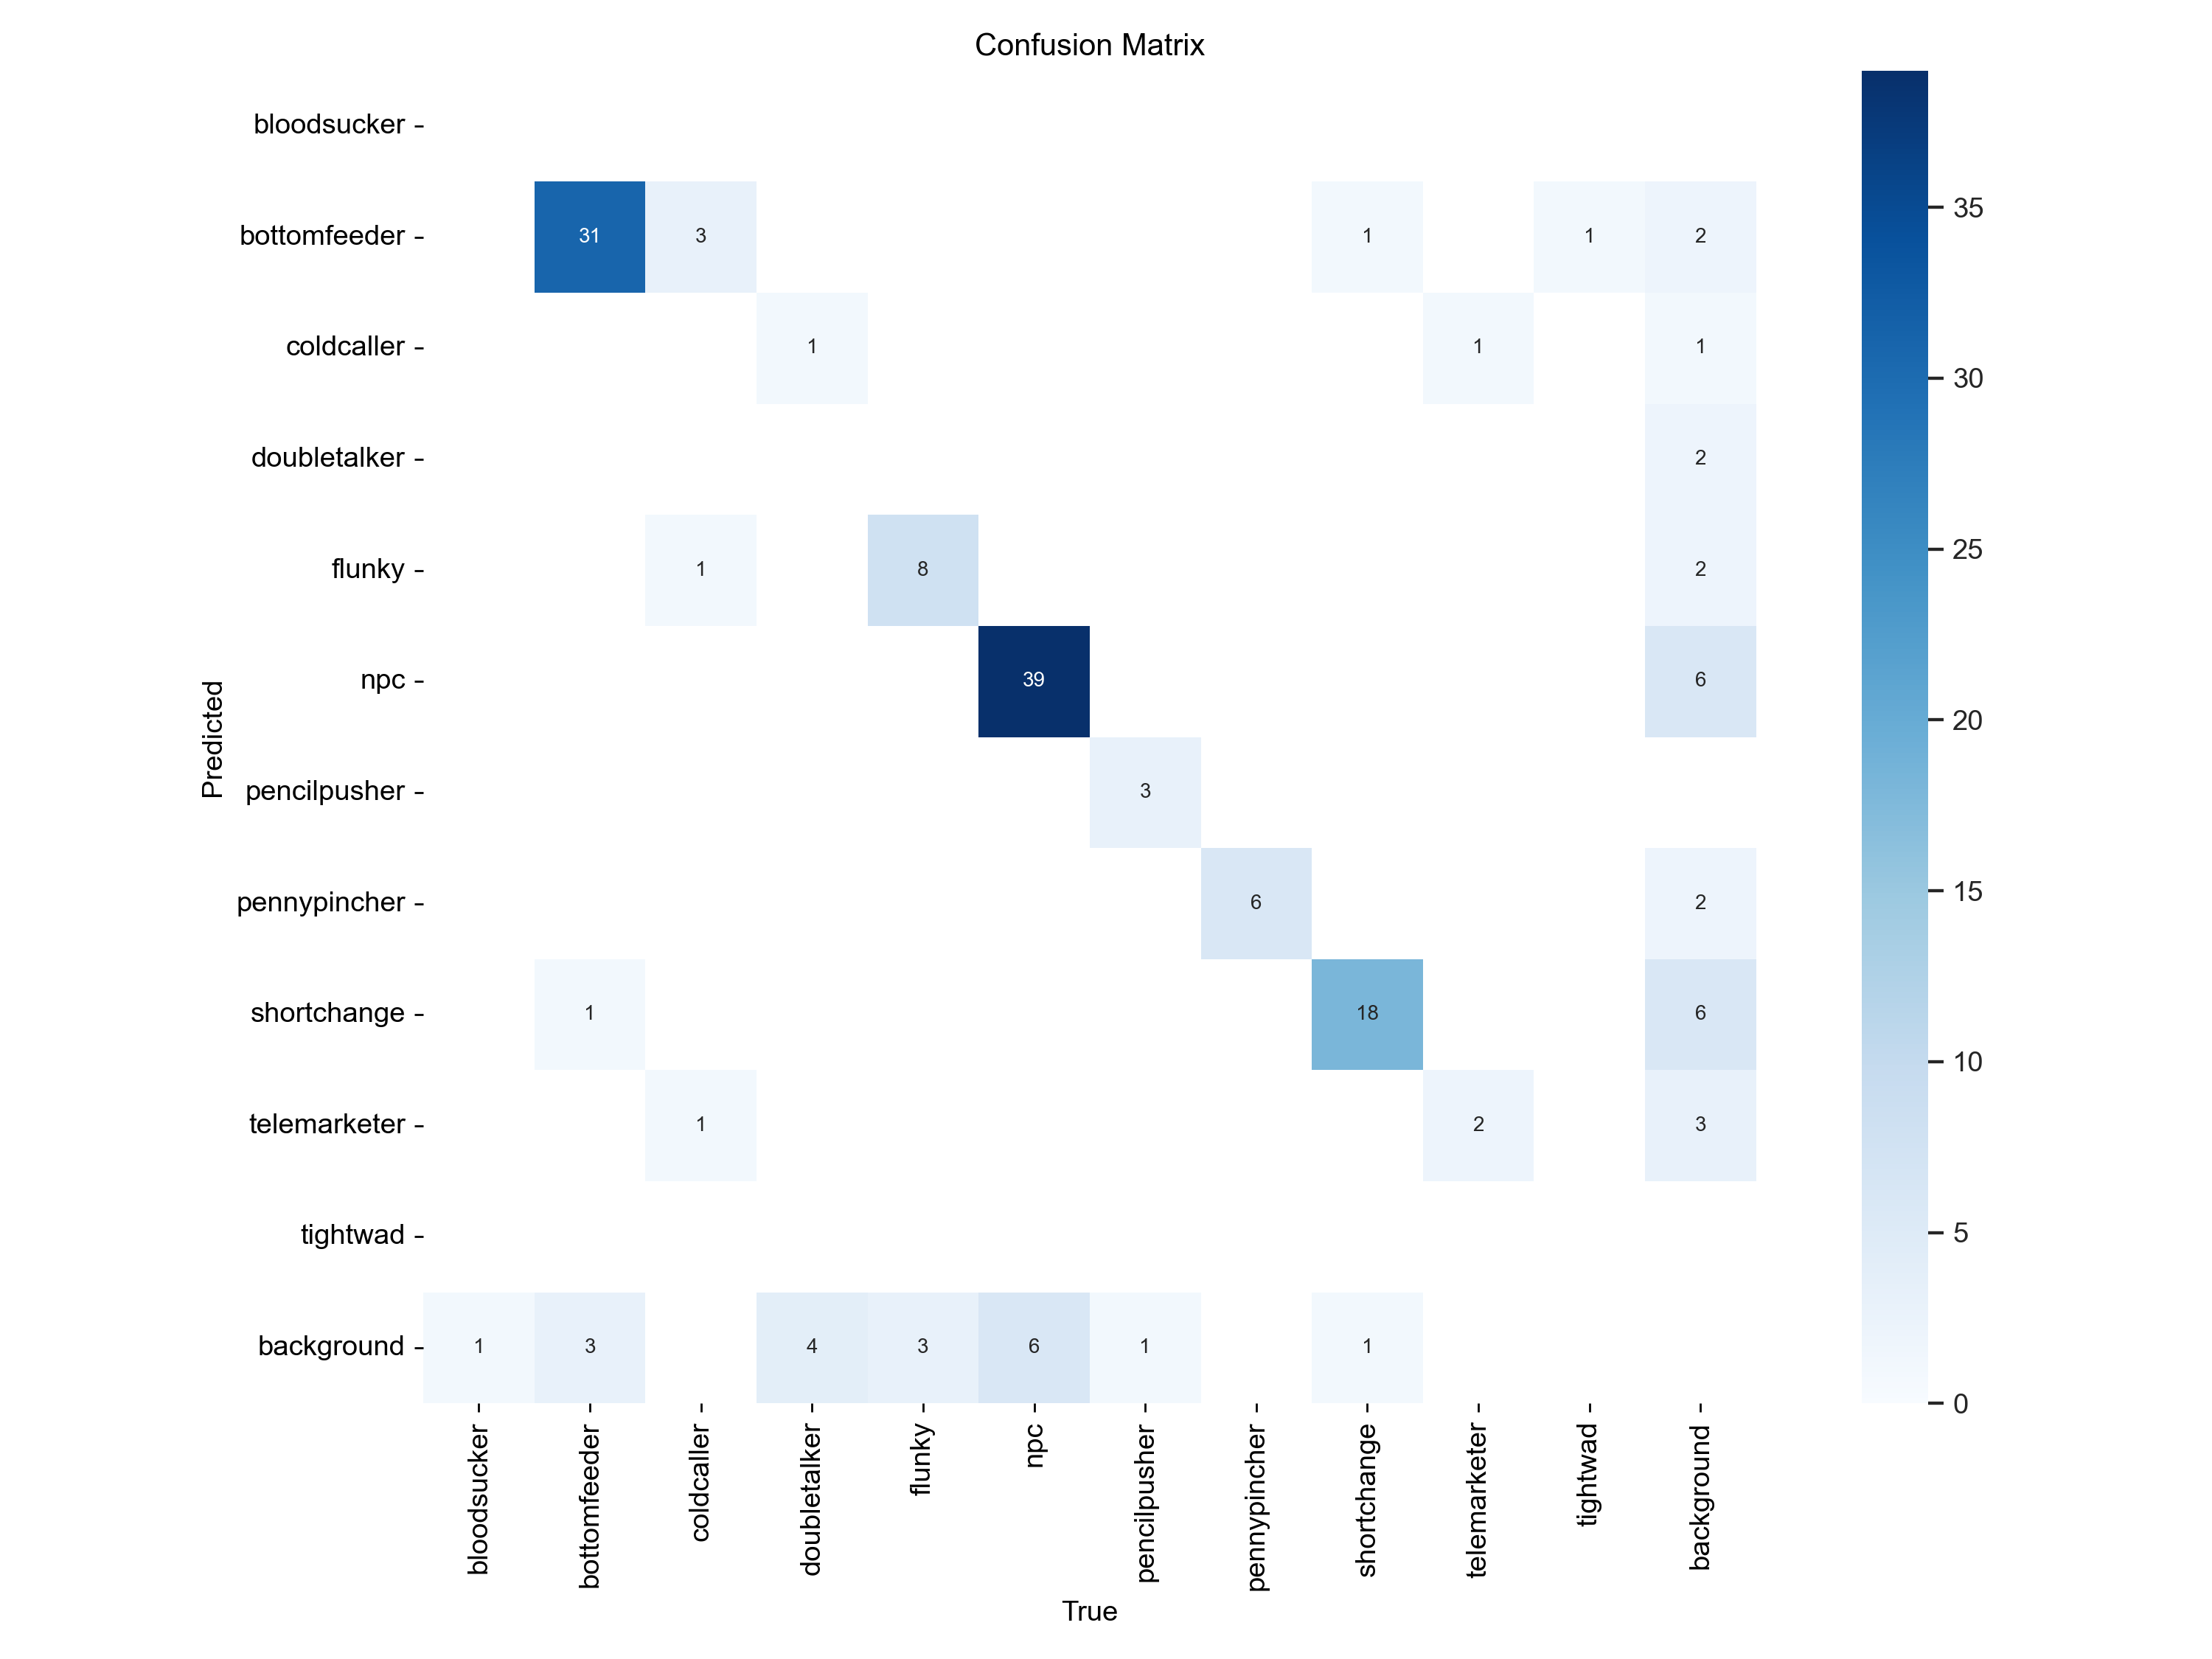 Confusion Matrix
bloodsucker
bottomfeeder 31 3 1 1 2
coldcaller 1 1 1
doubletalker 2
flunky 1 8 2
npc 39 6
pencilpusher 3
pennypincher 6 2
shortchange 1 18 6
telemarketer 1 2 3
tightwad
background 1 3 4 3 6 1 1
Predicted
bloodsucker
bottomfeeder
coldcaller
doubletalker
flunky
npc
pencilpusher
pennypincher
shortchange
telemarketer
tightwad
background
True
35
30
25
20
15
10
5
0